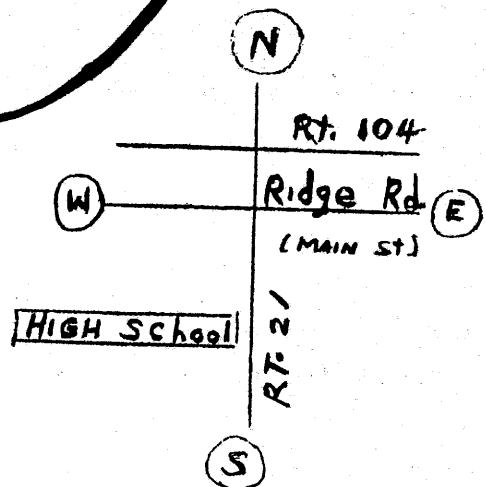 N
Rt. 104
W
Ridge Rd
E
(MAIN St)
HIGH SChool
RT. 21
S